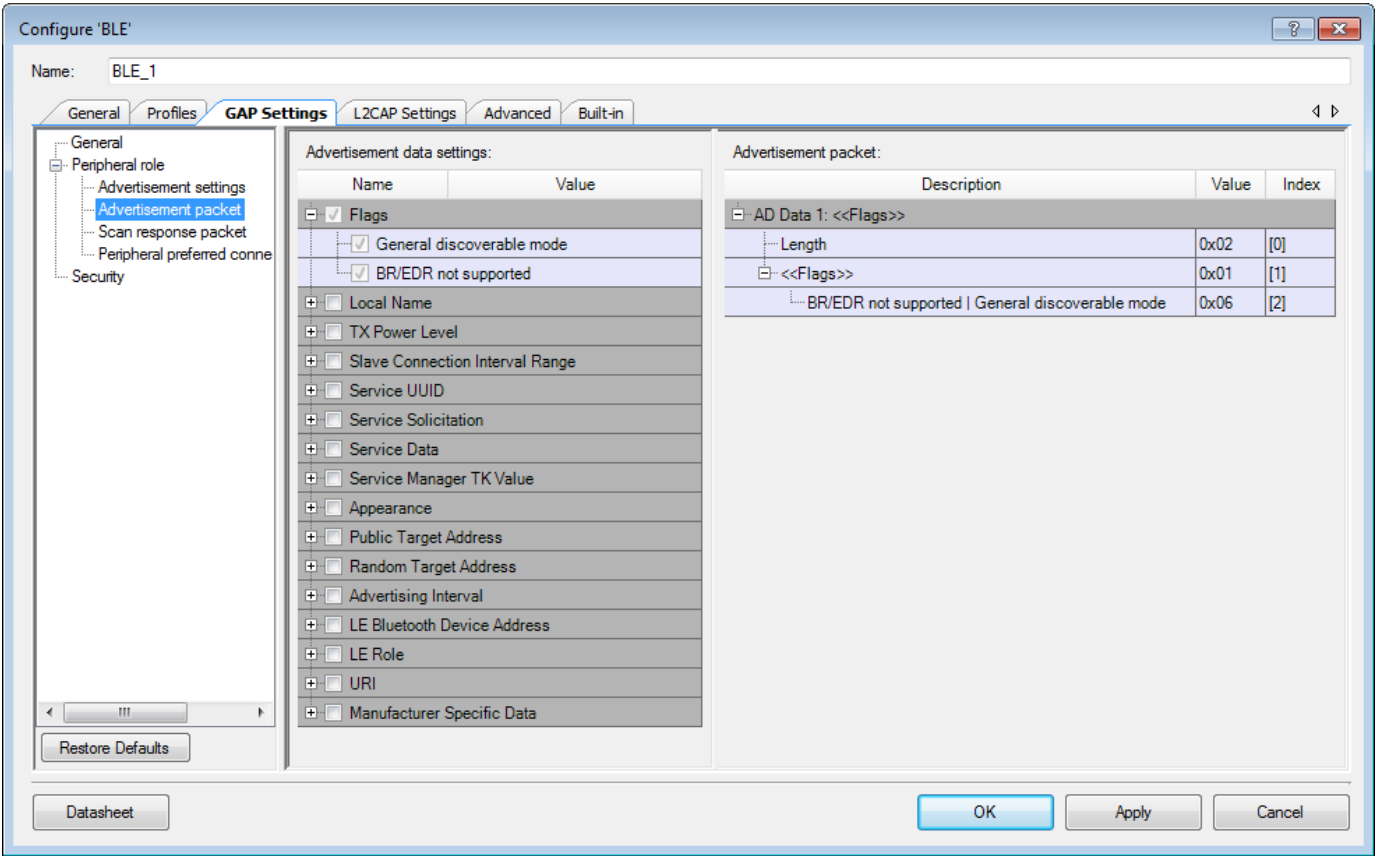 Configure 'BLE'
Name: BLE_1
General Profiles GAP Settings L2CAP Settings Advanced Built-in
General
Peripheral role
Advertisement settings
Advertisement packet
Scan response packet
Peripheral preferred conne
Security
Restore Defaults
Advertisement data settings:
Name Value
Flags
General discoverable mode
BR/EDR not supported
Local Name
TX Power Level
Slave Connection Interval Range
Service UUID
Service Solicitation
Service Data
Service Manager TK Value
Appearance
Public Target Address
Random Target Address
Advertising Interval
LE Bluetooth Device Address
LE Role
URI
Manufacturer Specific Data
Advertisement packet:
Description Value Index
AD Data 1: <<Flags>>
Length 0x02 [0]
<<Flags>> 0x01 [1]
BR/EDR not supported | General discoverable mode 0x06 [2]
Datasheet OK Apply Cancel